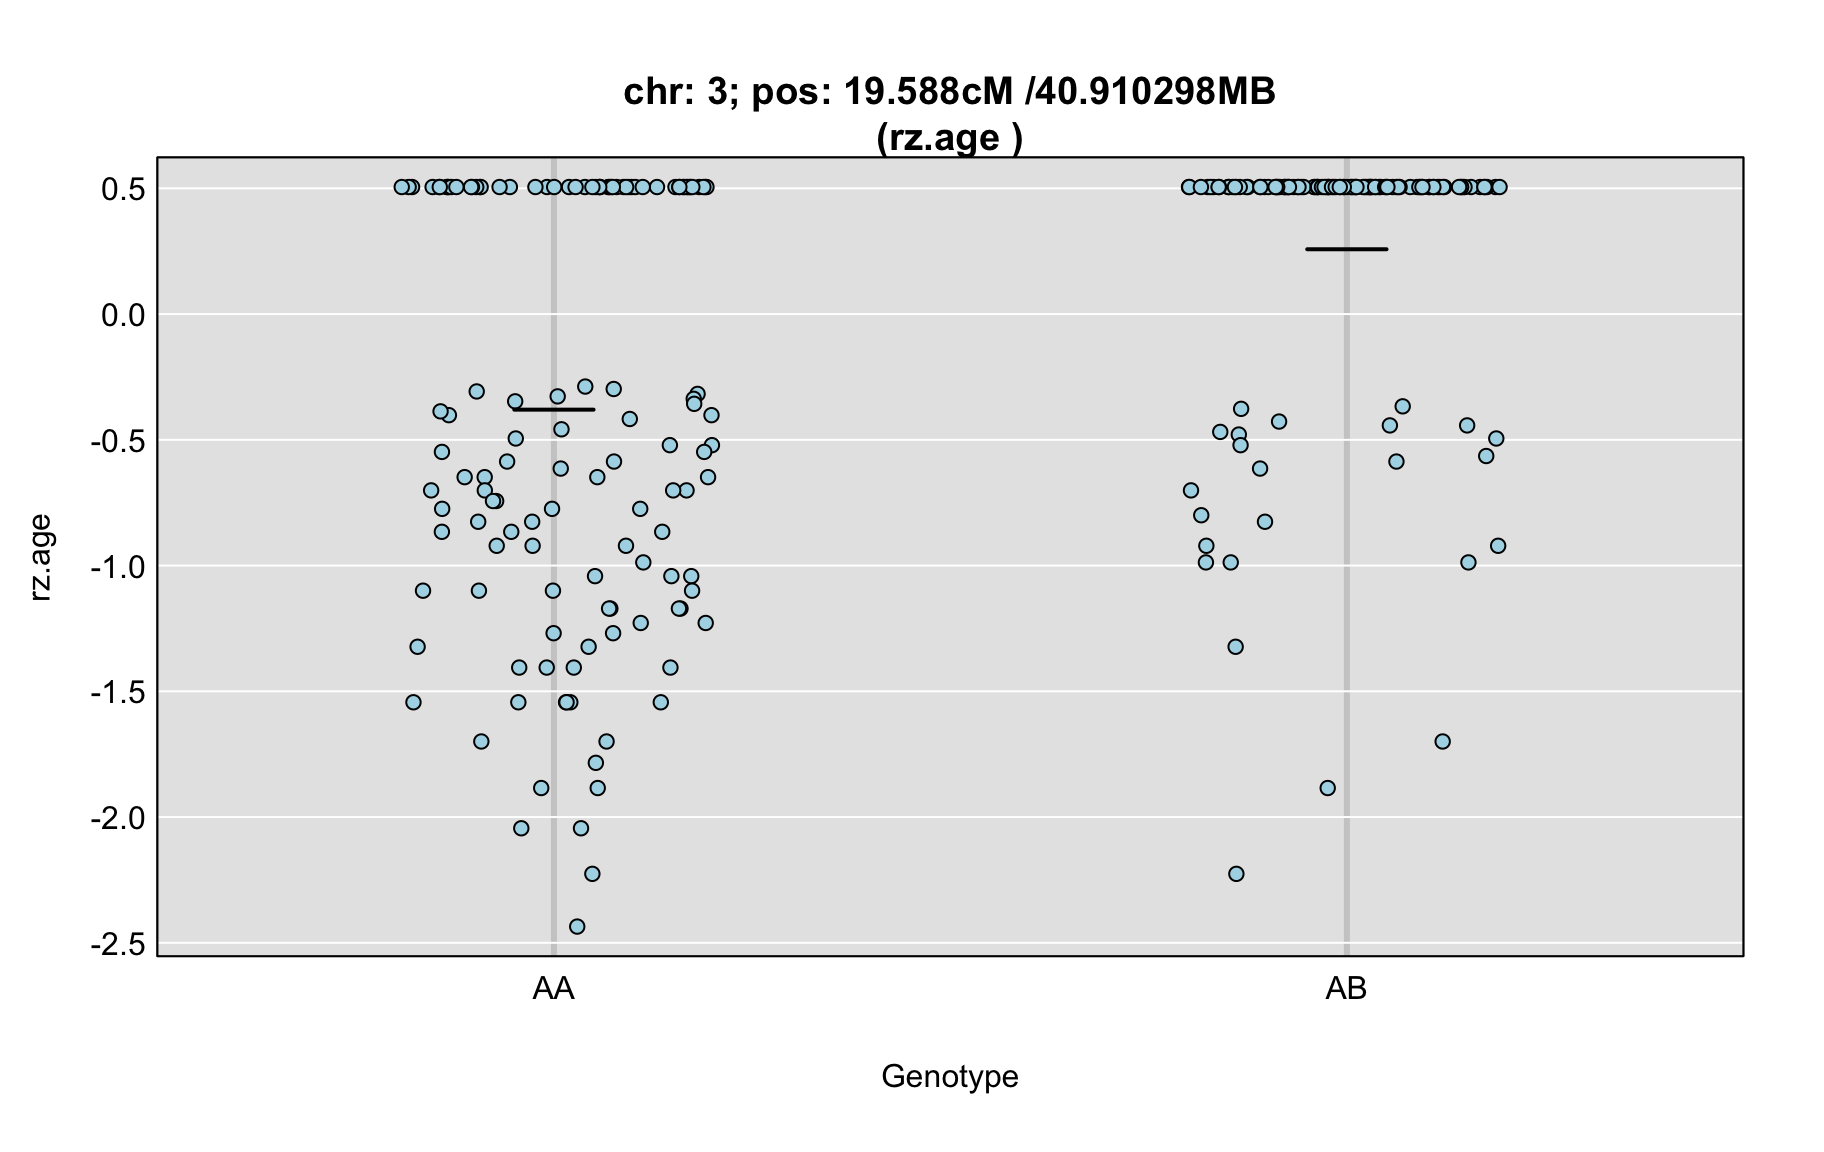 chr: 3; pos: 19.588cM /40.910298MB
(rz.age )
0.5
0.0
-0.5
-1.0
-1.5
-2.0
-2.5
rz.age
AA
AB
Genotype